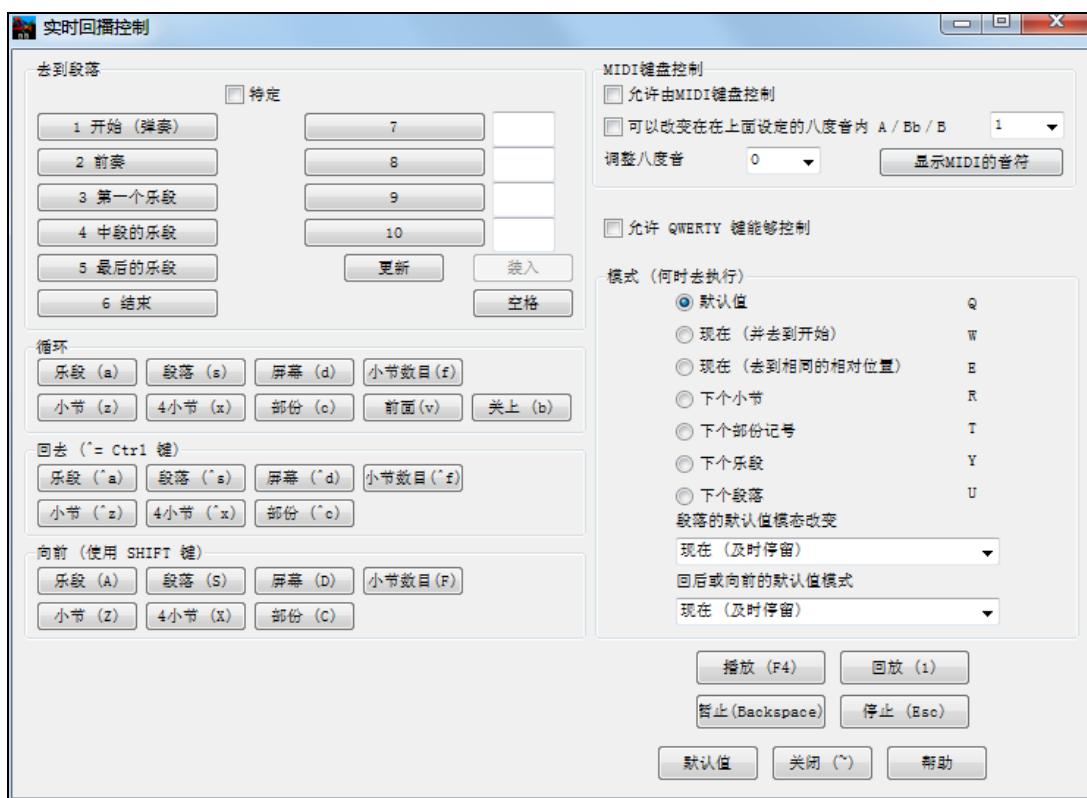 实时回播控制
去到段落
特定
1 开始 (弹奏)
7
2 前奏
8
3 第一个乐段
9
4 中段的乐段
10
5 最后的乐段
更新
装入
6 结束
空格
循环
乐段 (a)
段落 (s)
屏幕 (d)
小节数目(f)
小节 (z)
4小节 (x)
部份 (c)
前面(v)
关上 (b)
回去 (^= Ctrl 键)
乐段 (^a)
段落 (^s)
屏幕 (^d)
小节数目(^f)
小节 (^z)
4小节 (^x)
部份 (^c)
向前 (使用 SHIFT 键)
乐段 (A)
段落 (S)
屏幕 (D)
小节数目(F)
小节 (Z)
4小节 (X)
部份 (C)
MIDI键盘控制
允许由MIDI键盘控制
可以改变在在上面设定的八度音内 A / Bb / B
1
调整八度音
0
显示MIDI的音符
允许 QWERTY 键能够控制
模式 (何时去执行)
默认值 Q
现在 (并去到开始) W
现在 (去到相同的相对位置) E
下个小节 R
下个部份记号 T
下个乐段 Y
下个段落 U
段落的默认值模态改变
现在 (及时停留)
回后或向前的默认值模式
现在 (及时停留)
播放 (F4)
回放 (1)
暂止(Backspace)
停止 (Esc)
默认值
关闭 (~)
帮助